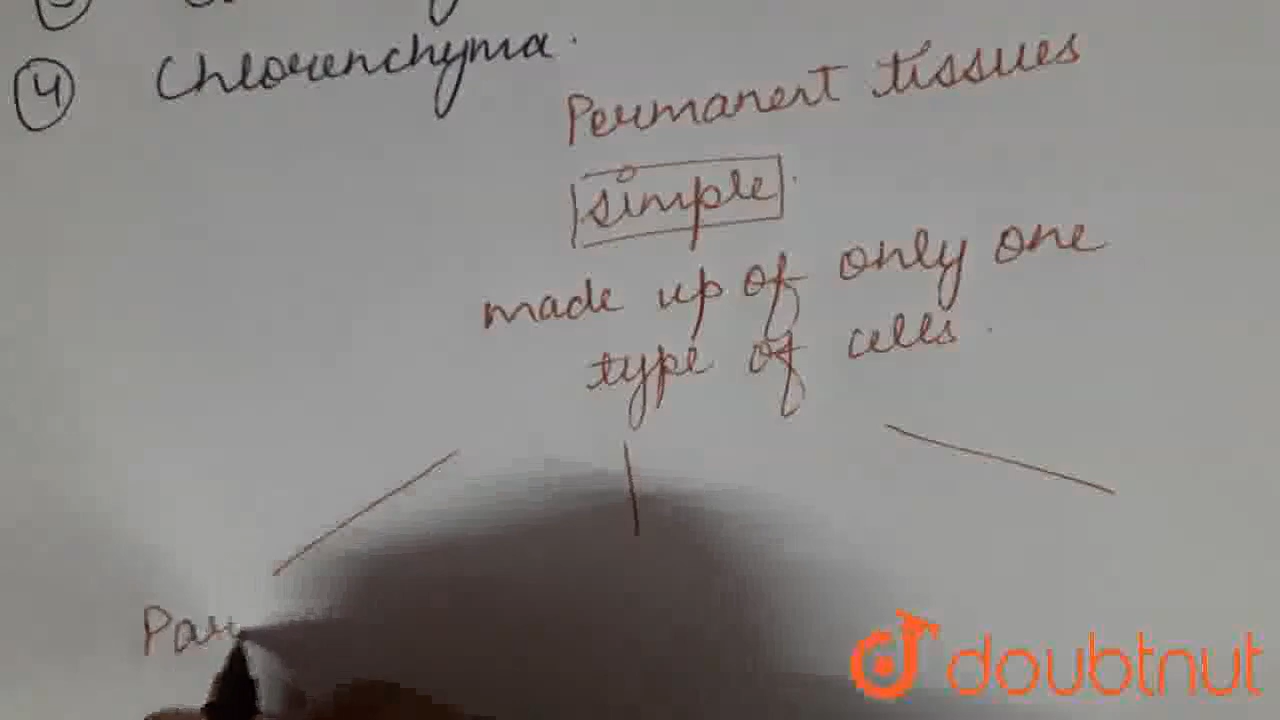 4 Chlorenchyma.
Permanent tissues
simple.
made up of only one
type of cells.
Par
doubtnut